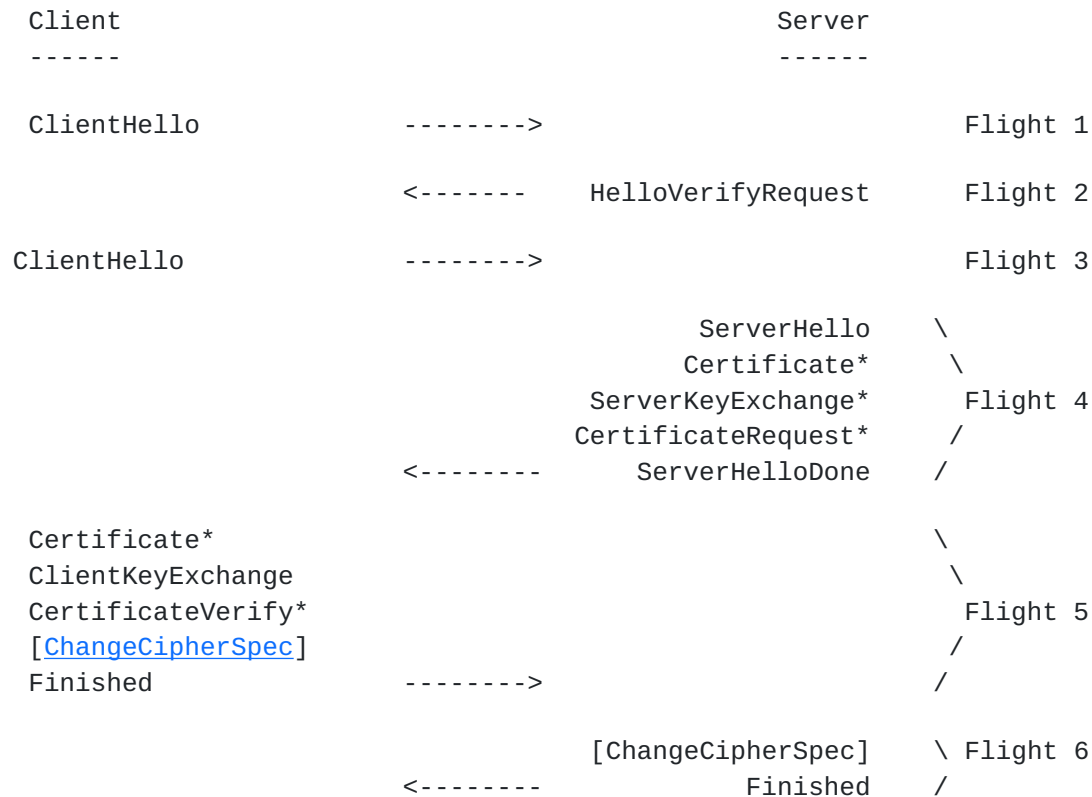 Client                                          Server
------                                          ------
ClientHello             -------->                           Flight 1
<-------    HelloVerifyRequest      Flight 2
ClientHello              -------->                           Flight 3
ServerHello    \
Certificate*     \
ServerKeyExchange*      Flight 4
CertificateRequest*     /
<--------      ServerHelloDone    /
Certificate*                                              \
ClientKeyExchange                                          \
CertificateVerify*                                          Flight 5
[ChangeCipherSpec]                                         /
Finished                -------->                         /
[ChangeCipherSpec]    \ Flight 6
<--------             Finished    /